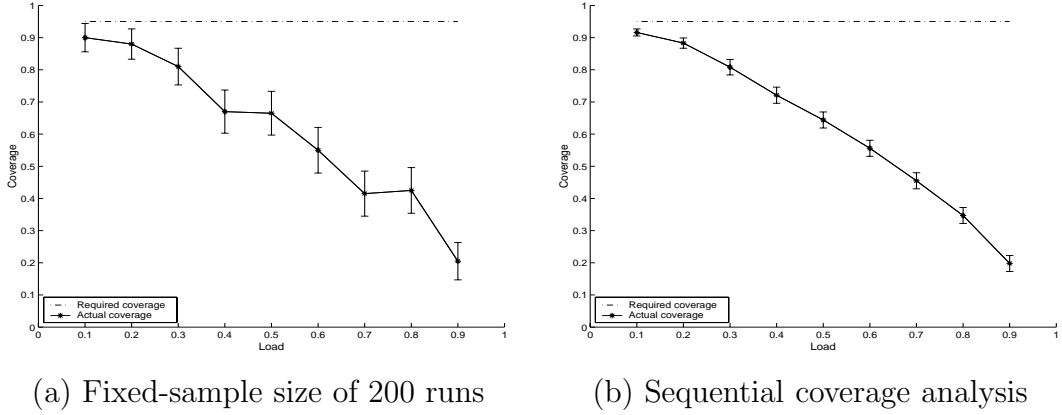 1
0.9
0.8
0.7
0.6
0.5
0.4
0.3
0.2
0.1
0
Coverage
Required coverage
Actual coverage
0 0.1 0.2 0.3 0.4 0.5 0.6 0.7 0.8 0.9 1
Load
(a) Fixed-sample size of 200 runs
1
0.9
0.8
0.7
0.6
0.5
0.4
0.3
0.2
0.1
0
Coverage
Required coverage
Actual coverage
0 0.1 0.2 0.3 0.4 0.5 0.6 0.7 0.8 0.9 1
Load
(b) Sequential coverage analysis